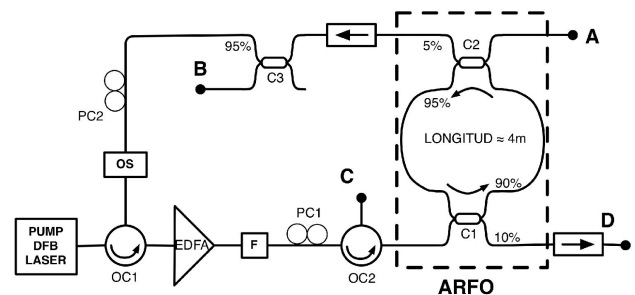 95%
C3
B
5%
C2
A
PC2
95%
LONGITUD ≈ 4m
OS
C
90%
PUMP
DFB
LASER
OC1
EDFA
F
PC1
OC2
C1
10%
D
ARFO